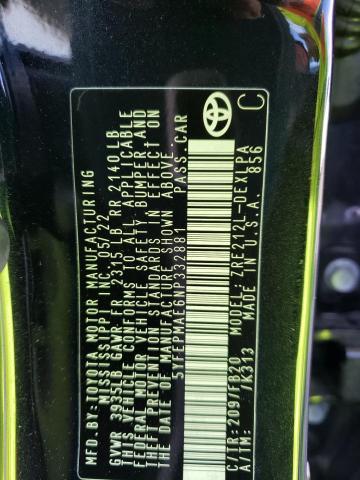 MFD BY:TOYOTA MOTOR MANUFACTURING
MISSISSIPPI INC. 05/22
GVWR 3935LB GAWR FR 2315 LB RR 2140 LB
THIS VEHICLE CONFORMS TO ALL APPLICABLE
FEDERAL MOTOR VEHICLE SAFETY, BUMPER AND
THEFT PREVENTION STANDARDS IN EFFECT ON
THE DATE OF MANUFACTURE SHOWN ABOVE.
5YFEPMAE6NP332881 PASS.CAR
C/TR:209/FB20 MODEL: ZRE212L-DEXLPA
A/TM: /K313 MADE IN U.S.A. 856
C